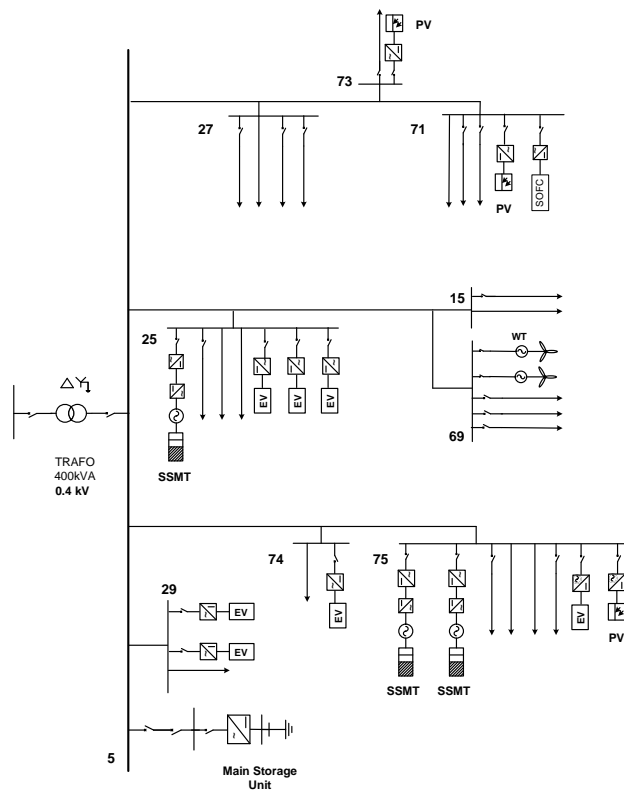 PV
73
27
71
PV
SOFC
15
25
WT
EV
EV
EV
69
SSMT
TRAFO
400kVA
0.4 kV
74
75
29
EV
EV
EV
EV
PV
SSMT
SSMT
5
Main Storage
Unit